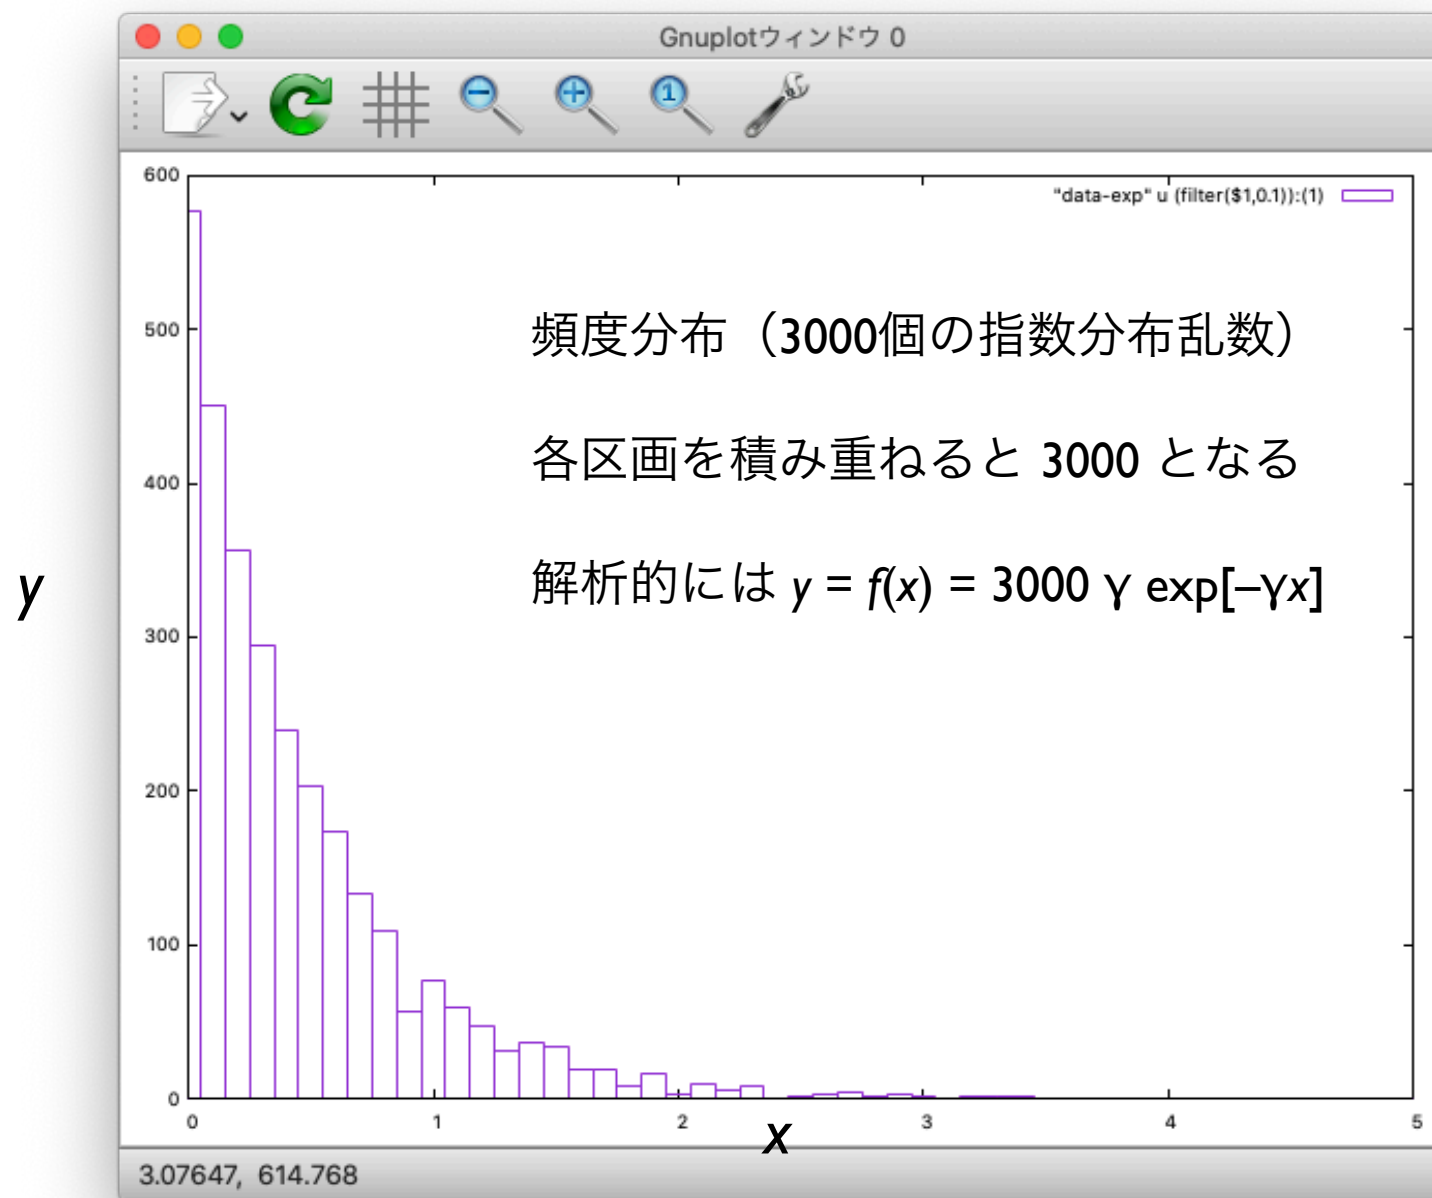 Gnuplotウィンドウ 0
1
600
"data-exp" u (filter($1,0.1)):(1)
頻度分布（3000個の指数分布乱数）
500
各区画を積み重ねると 3000 となる
400
解析的には y = f(x) = 3000 γ exp[–γx]
y
300
200
100
0
0 1 2 3 4 5
x
3.07647, 614.768